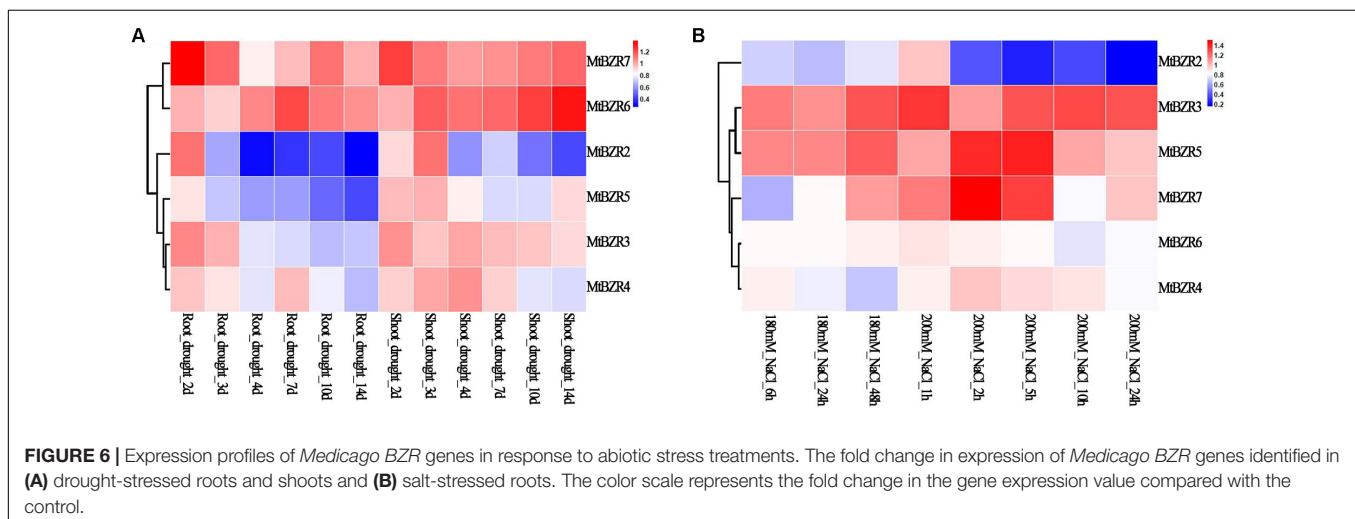 A
B
1.2
1
0.8
0.6
0.4
1.4
1.2
1
0.8
0.6
0.4
0.2
MtBZR7
MtBZR6
MtBZR2
MtBZR5
MtBZR3
MtBZR4
MtBZR2
MtBZR3
MtBZR5
MtBZR7
MtBZR6
MtBZR4
Root_drought_2d
Root_drought_3d
Root_drought_4d
Root_drought_7d
Root_drought_10d
Root_drought_14d
Shoot_drought_2d
Shoot_drought_3d
Shoot_drought_4d
Shoot_drought_7d
Shoot_drought_10d
Shoot_drought_14d
180mM_NaCl_6h
180mM_NaCl_24h
180mM_NaCl_48h
200mM_NaCl_1h
200mM_NaCl_2h
200mM_NaCl_5h
200mM_NaCl_10h
200mM_NaCl_24h
FIGURE 6 | Expression profiles of Medicago BZR genes in response to abiotic stress treatments. The fold change in expression of Medicago BZR genes identified in
(A) drought-stressed roots and shoots and (B) salt-stressed roots. The color scale represents the fold change in the gene expression value compared with the
control.